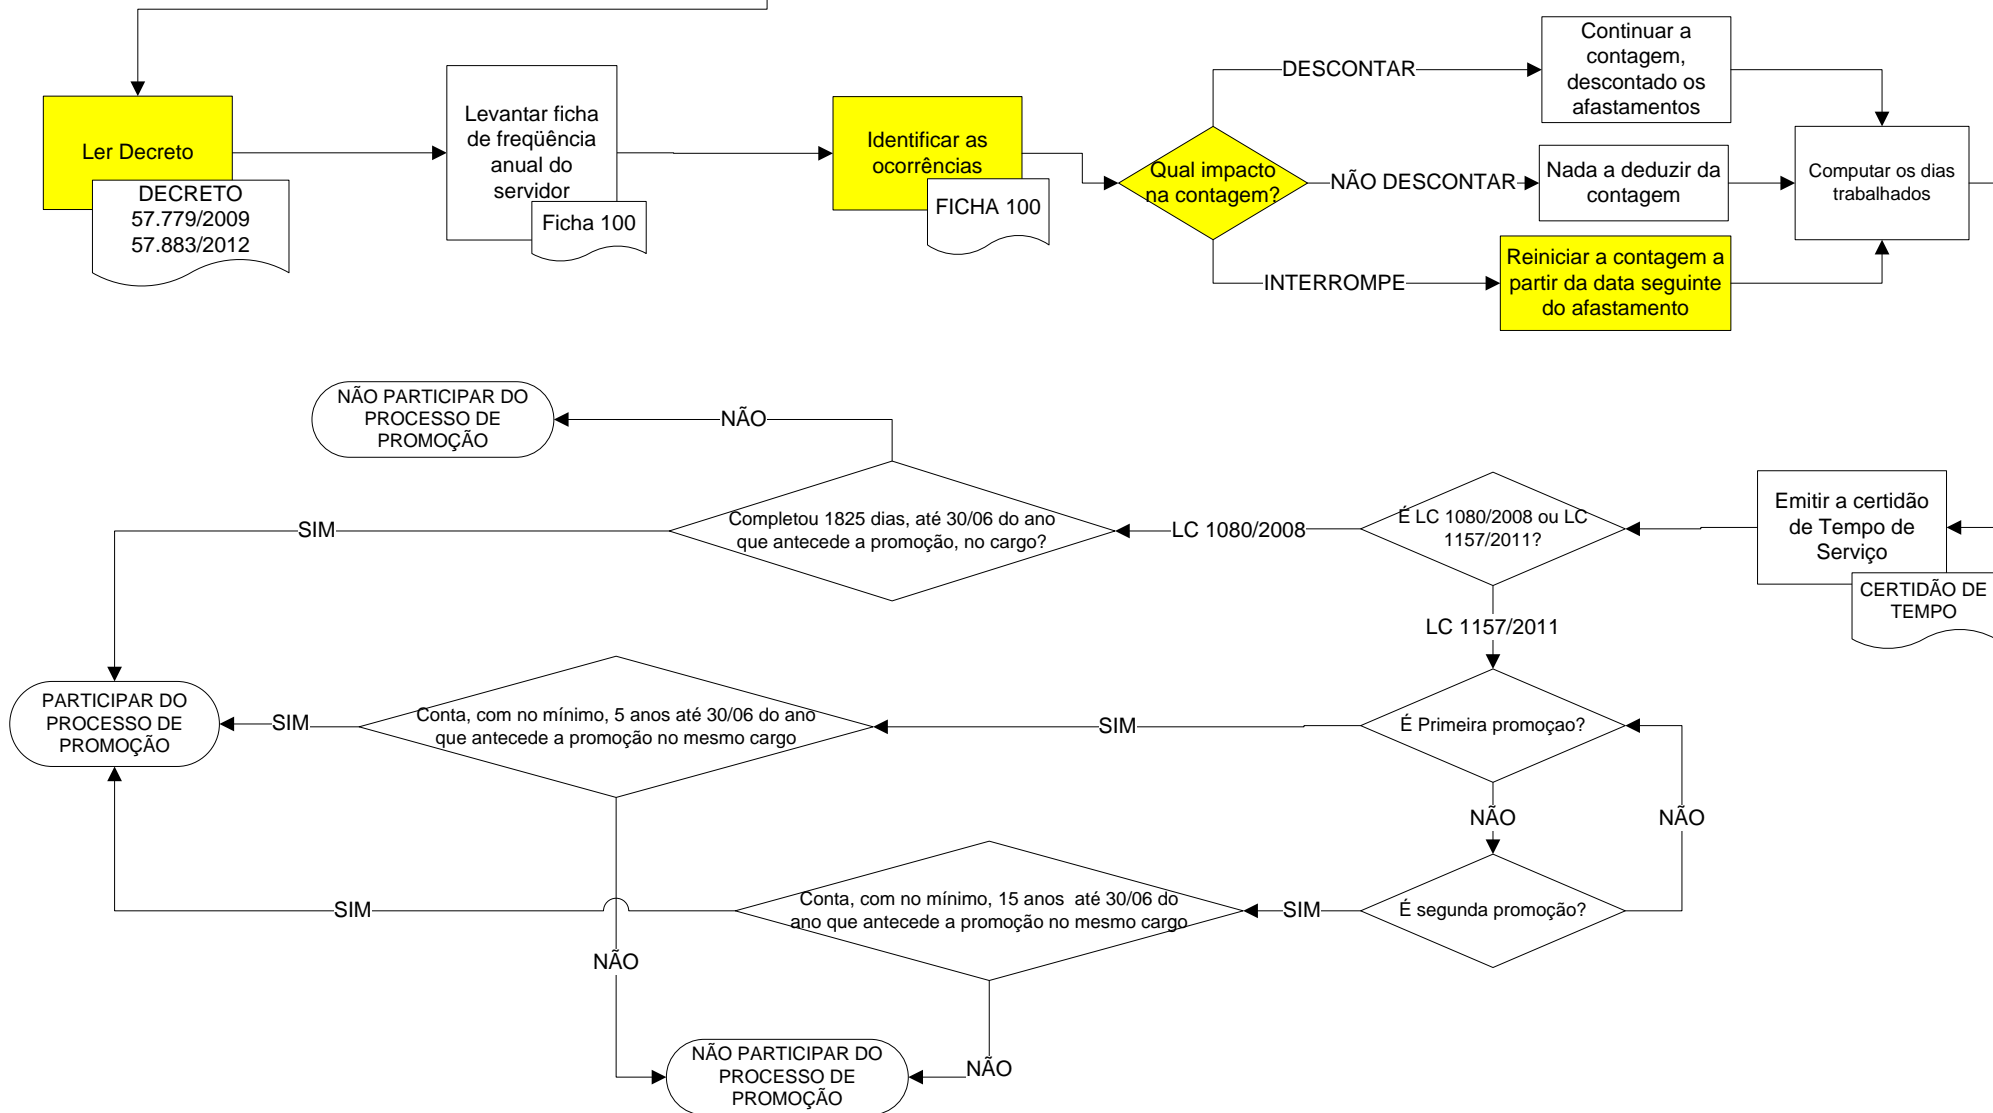 Ler Decreto
DECRETO
57.779/2009
57.883/2012
Levantar ficha
de freqüência
anual do
servidor
Ficha 100
Identificar as
ocorrências
FICHA 100
Qual impacto
na contagem?
DESCONTAR
NÃO DESCONTAR
INTERROMPE
Continuar a
contagem,
descontado os
afastamentos
Nada a deduzir da
contagem
Reiniciar a contagem a
partir da data seguinte
do afastamento
Computar os dias
trabalhados
NÃO PARTICIPAR DO
PROCESSO DE
PROMOÇÃO
NÃO
SIM
Completou 1825 dias, até 30/06 do ano
que antecede a promoção, no cargo?
LC 1080/2008
É LC 1080/2008 ou LC
1157/2011?
Emitir a certidão
de Tempo de
Serviço
CERTIDÃO DE
TEMPO
LC 1157/2011
PARTICIPAR DO
PROCESSO DE
PROMOÇÃO
SIM
Conta, com no mínimo, 5 anos até 30/06 do ano
que antecede a promoção no mesmo cargo
SIM
É Primeira promoçao?
NÃO
NÃO
SIM
Conta, com no mínimo, 15 anos  até 30/06 do
ano que antecede a promoção no mesmo cargo
SIM
É segunda promoção?
NÃO
NÃO PARTICIPAR DO
PROCESSO DE
PROMOÇÃO
NÃO